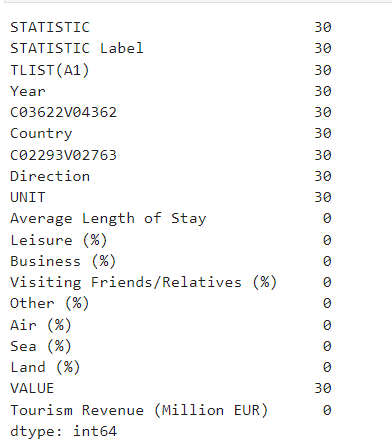 STATISTIC 30
STATISTIC Label 30
TLIST(A1) 30
Year 30
C03622V04362 30
Country 30
C02293V02763 30
Direction 30
UNIT 30
Average Length of Stay 0
Leisure (%) 0
Business (%) 0
Visiting Friends/Relatives (%) 0
Other (%) 0
Air (%) 0
Sea (%) 0
Land (%) 0
VALUE 30
Tourism Revenue (Million EUR) 0
dtype: int64